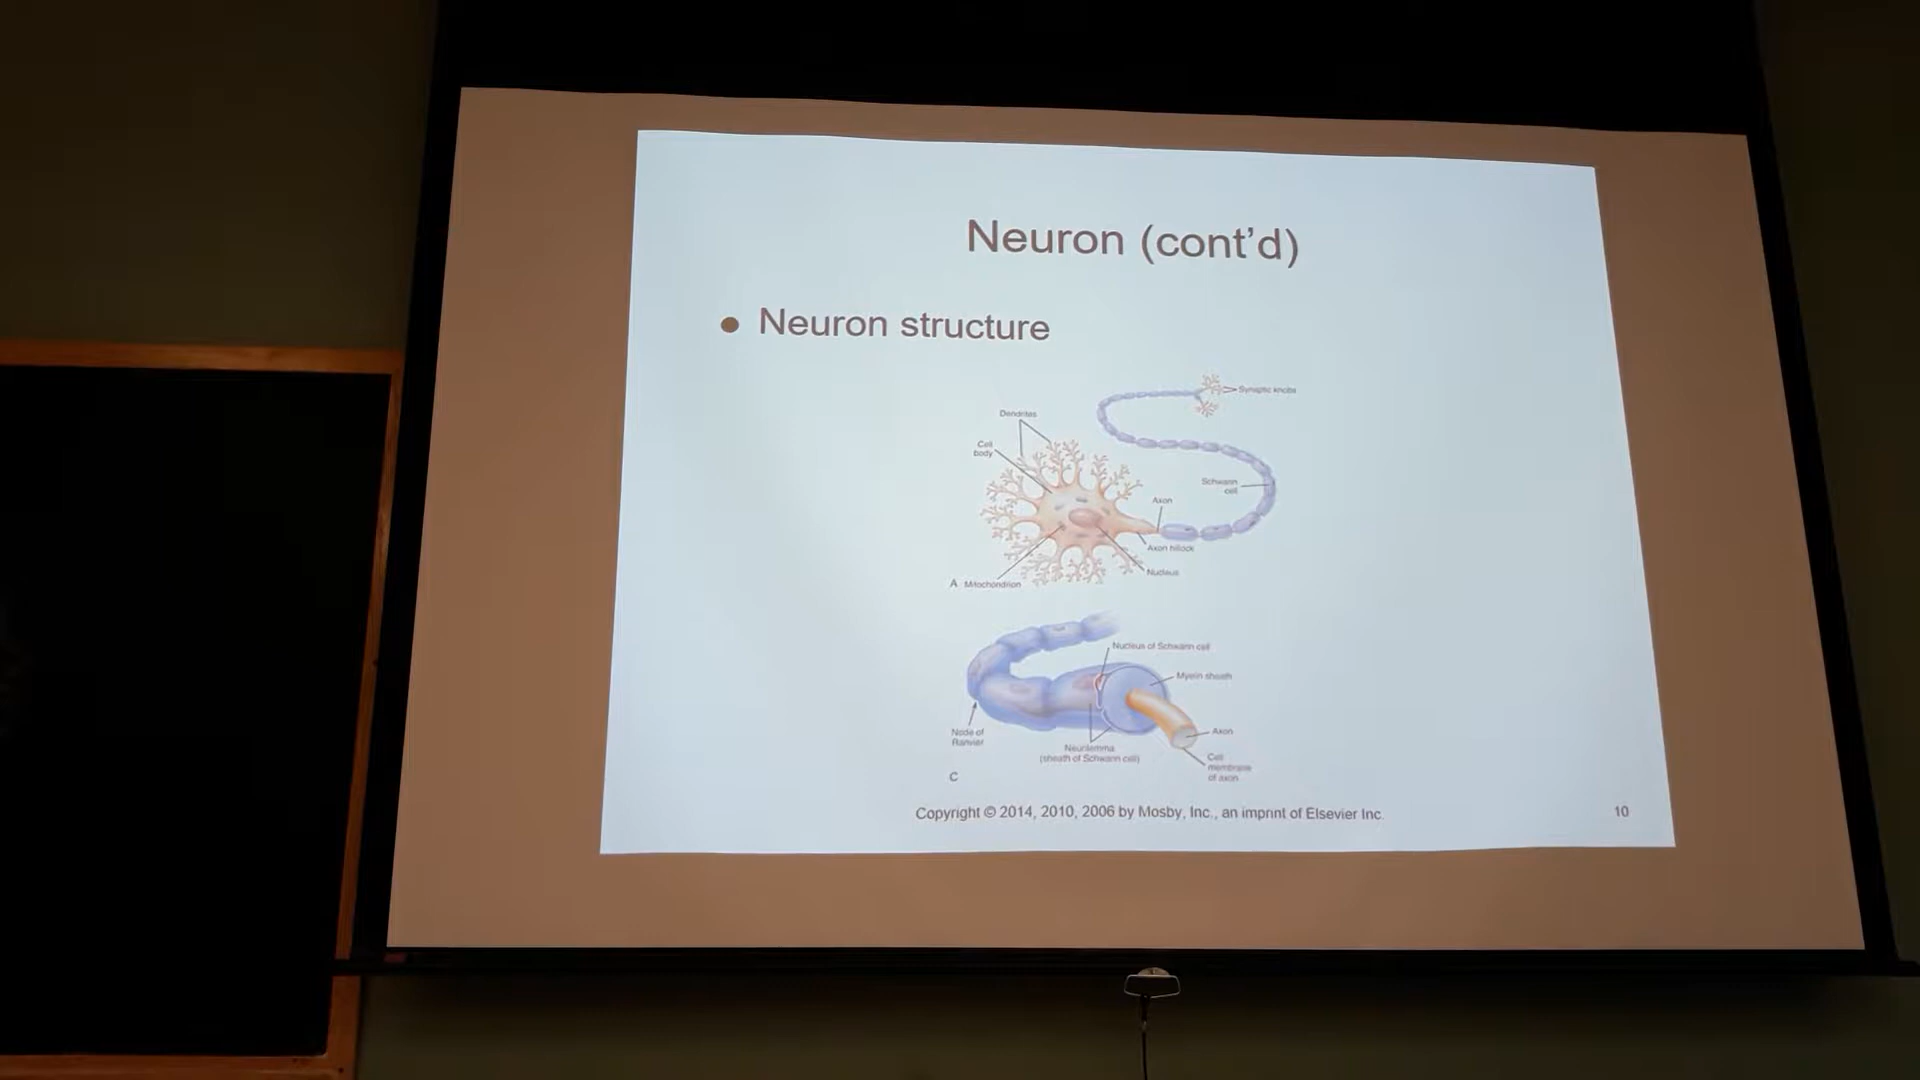 Neuron (cont'd)
Neuron structure
Synaptic knobs
Dendrites
Cell
body
Schwann
cell
Axon
Axon hillock
Nucleus
A Mitochondrion
Nucleus of Schwann cell
Myelin sheath
Node of
Ranvier
Axon
Neurilemma
(sheath of Schwann cell)
Cell
membrane
of axon
C
Copyright © 2014, 2010, 2006 by Mosby, Inc., an imprint of Elsevier Inc.
10